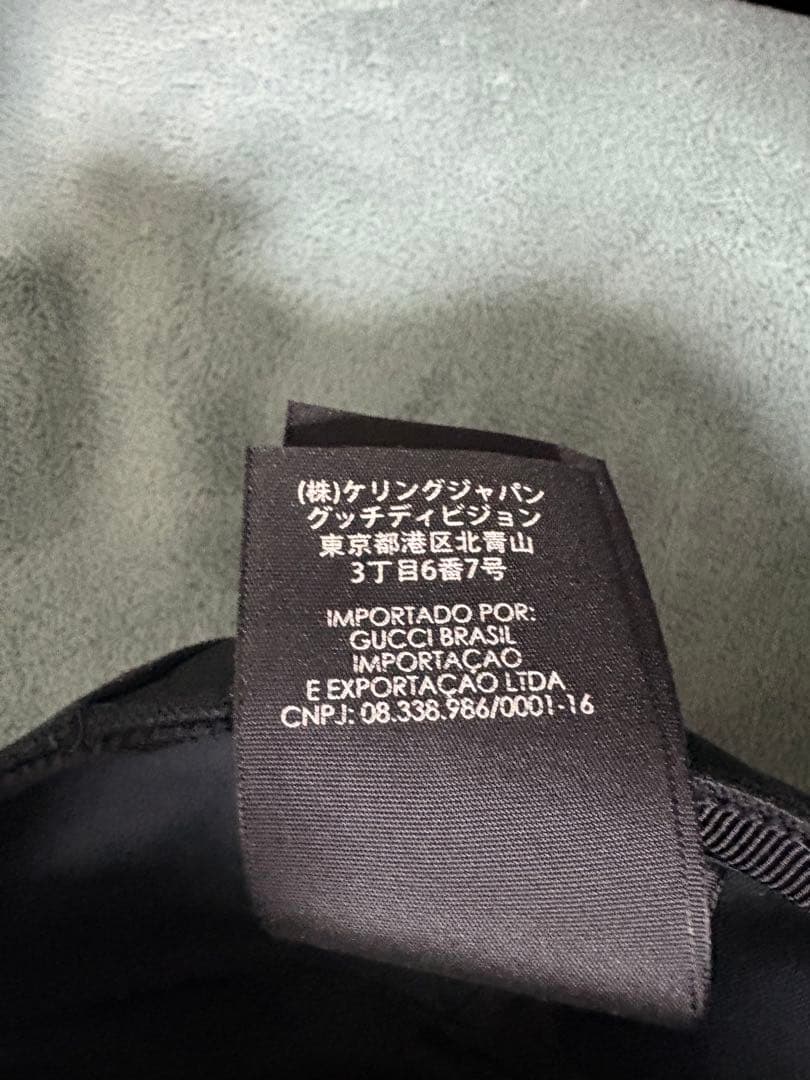 (株)ケリングジャパン
グッチディビジョン
東京都港区北青山
3丁目6番7号
IMPORTADO POR:
GUCCI BRASIL
IMPORTAÇAO
E EXPORTAÇAO LTDA
CNPJ: 08.338.986/0001-16